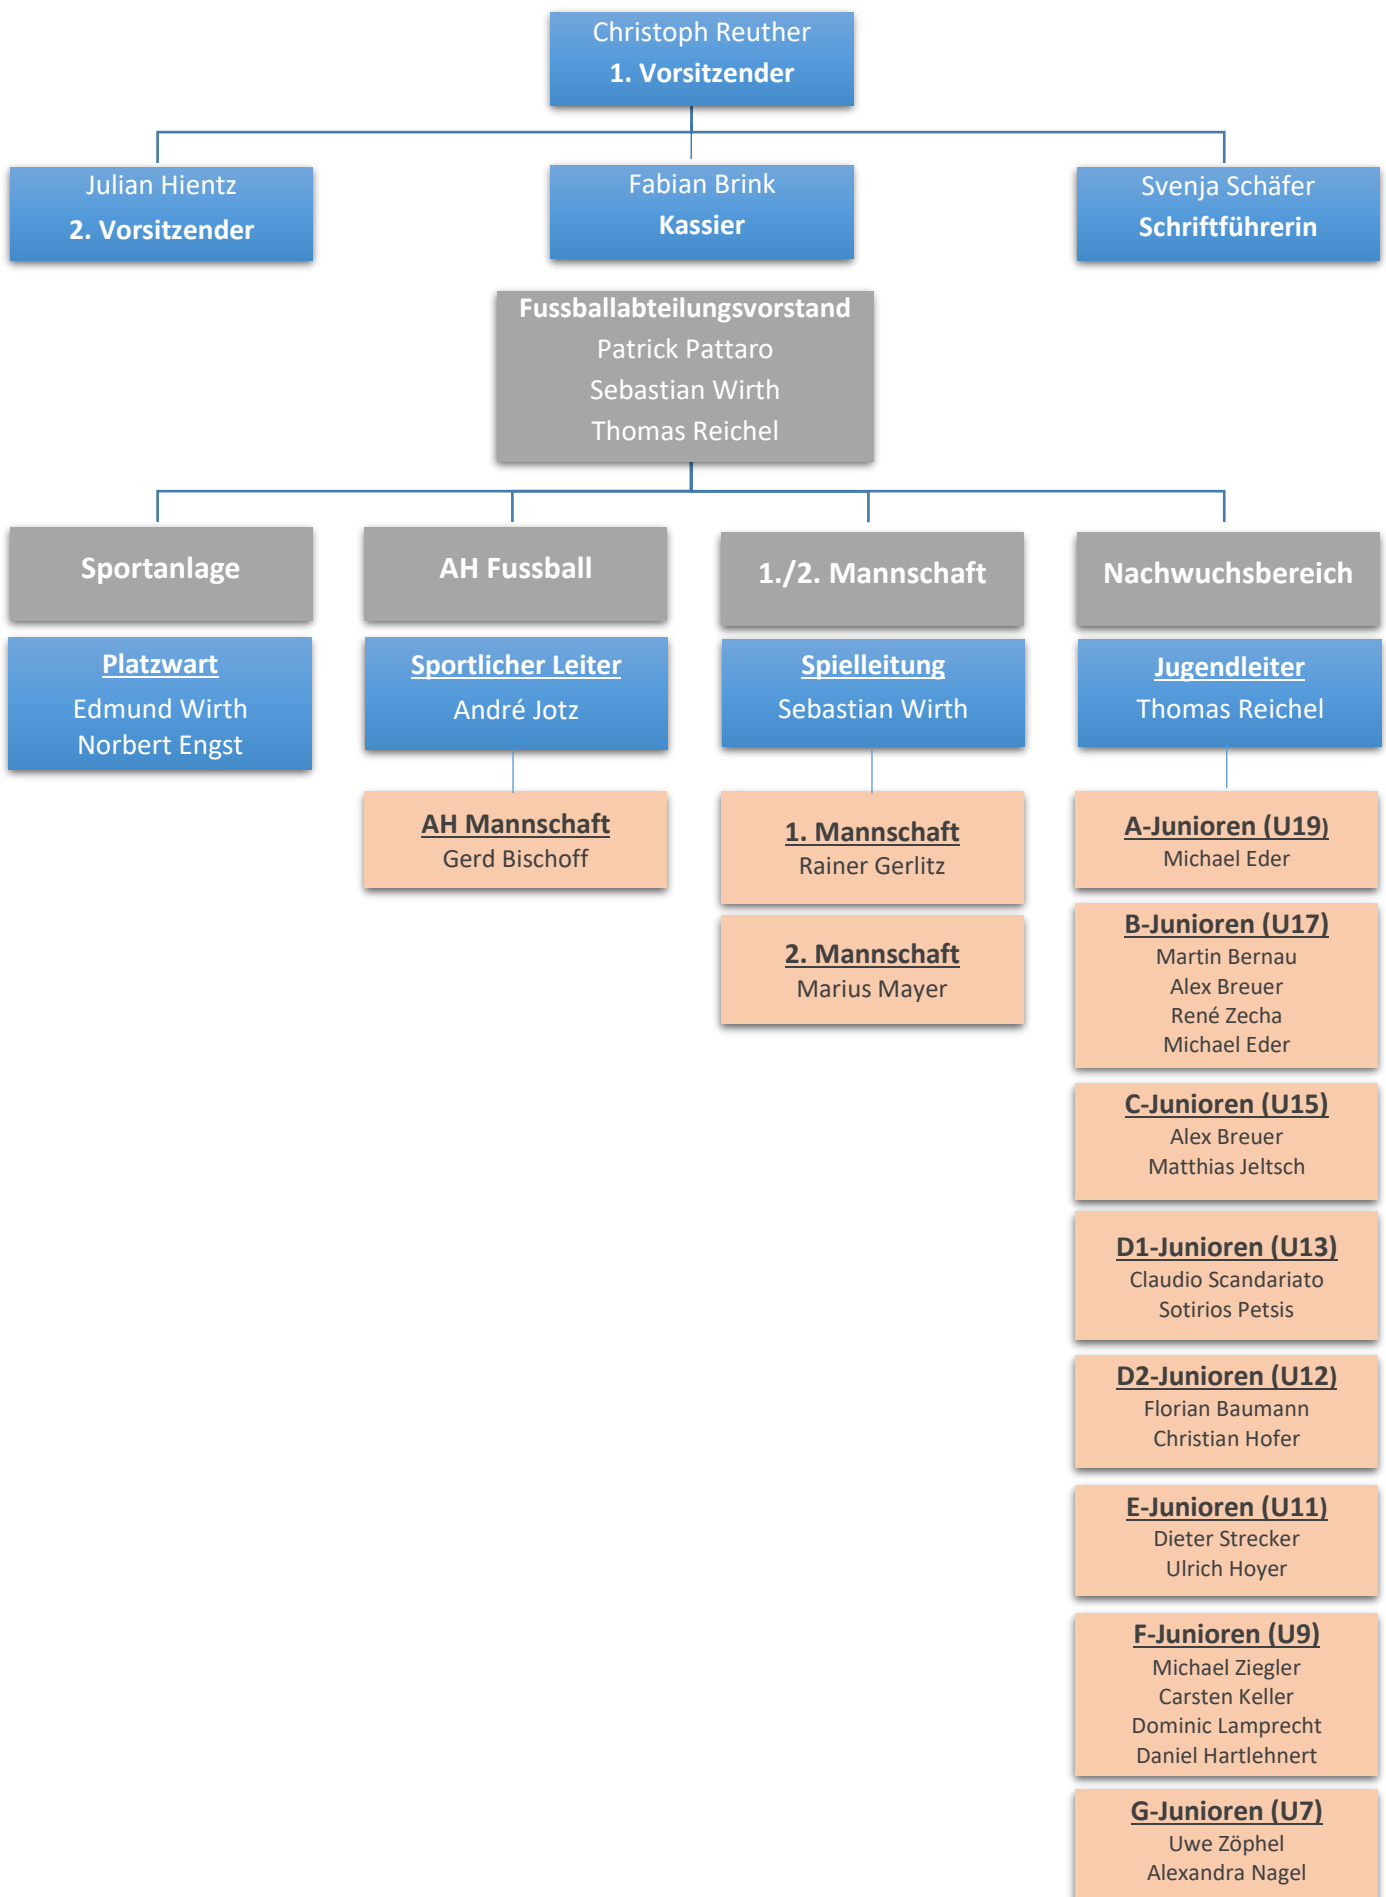 Christoph Reuther
1. Vorsitzender
Julian Hientz
2. Vorsitzender
Fabian Brink
Kassier
Svenja Schäfer
Schriftführerin
Fussballabteilungsvorstand
Patrick Pattaro
Sebastian Wirth
Thomas Reichel
Sportanlage
Platzwart
Edmund Wirth
Norbert Engst
AH Fussball
Sportlicher Leiter
André Jotz
AH Mannschaft
Gerd Bischoff
1./2. Mannschaft
Spielleitung
Sebastian Wirth
1. Mannschaft
Rainer Gerlitz
2. Mannschaft
Marius Mayer
Nachwuchsbereich
Jugendleiter
Thomas Reichel
A-Junioren (U19)
Michael Eder
B-Junioren (U17)
Martin Bernau
Alex Breuer
René Zecha
Michael Eder
C-Junioren (U15)
Alex Breuer
Matthias Jeltsch
D1-Junioren (U13)
Claudio Scandariato
Sotirios Petsis
D2-Junioren (U12)
Florian Baumann
Christian Hofer
E-Junioren (U11)
Dieter Strecker
Ulrich Hoyer
F-Junioren (U9)
Michael Ziegler
Carsten Keller
Dominic Lamprecht
Daniel Hartlehnert
G-Junioren (U7)
Uwe Zöphel
Alexandra Nagel